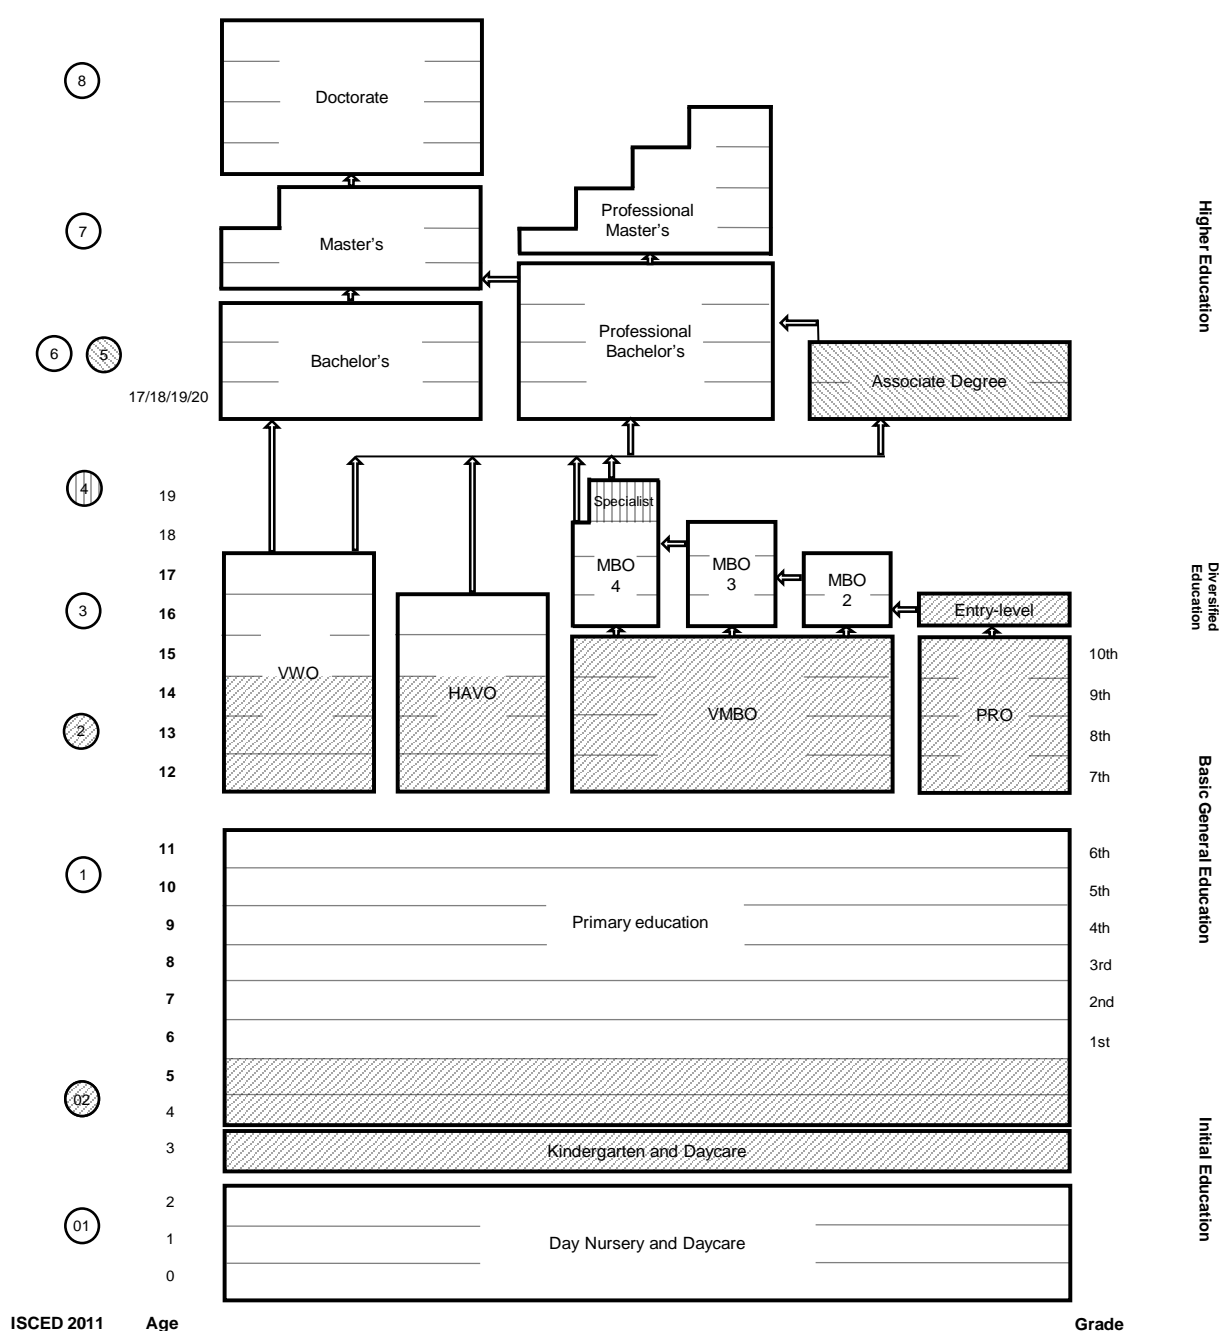 8
Doctorate
7
Professional
Master's
Master's
Higher Education
6
5
Professional
Bachelor's
Bachelor's
Associate Degree
17/18/19/20
4
19
Specialist
18
17
MBO
4
MBO
3
MBO
2
Diversified
Education
3
16
Entry-level
15
10th
VWO
14
HAVO
9th
2
13
VMBO
PRO
8th
12
7th
Basic General Education
11
6th
1
10
5th
9
Primary education
4th
8
3rd
7
2nd
6
1st
5
02
4
3
Kindergarten and Daycare
Initial Education
2
01
1
Day Nursery and Daycare
0
ISCED 2011
Age
Grade